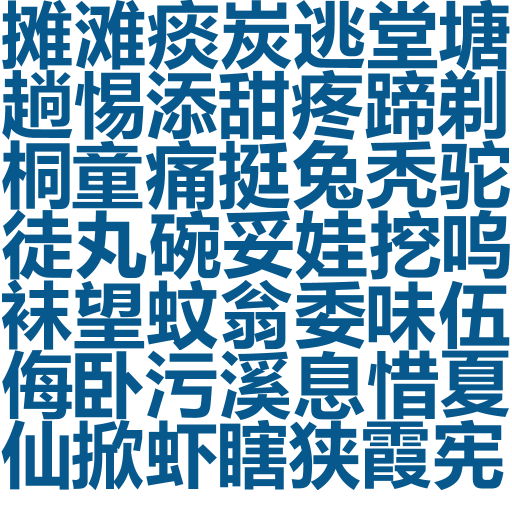 摊滩痰炭逃堂塘
趟惕添甜疼蹄剃
桐童痛挺兔秃驼
徒丸碗妥娃挖呜
袜望蚊翁委味伍
侮卧污溪息惜夏
仙掀虾瞎狭霞宪